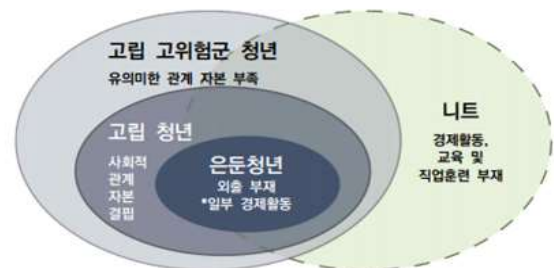 고립 고위험군 청년
유의미한 관계 자본 부족
고립 청년
사회적
관계
자본
결핍
은둔청년
외출 부재
*일부 경제활동
니트
경제활동,
교육 및
직업훈련 부재